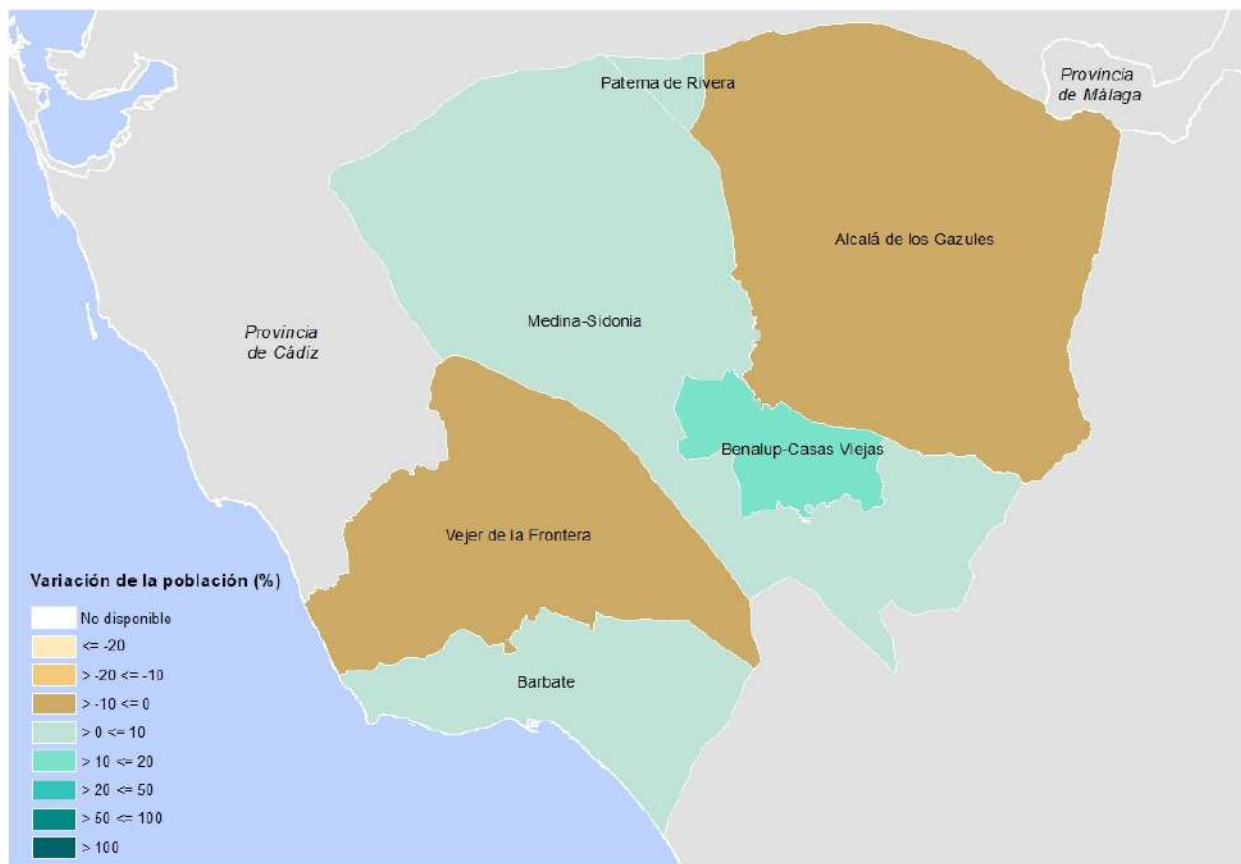 Paterna de Rivera
Provincia
de Málaga
Alcalá de los Gazules
Medina-Sidonia
Provincia
de Cádiz
Benalup-Casas Viejas
Vejer de la Frontera
Barbate
Variación de la población (%)
No disponible
<= -20
> -20 <= -10
> -10 <= 0
> 0 <= 10
> 10 <= 20
> 20 <= 50
> 50 <= 100
> 100